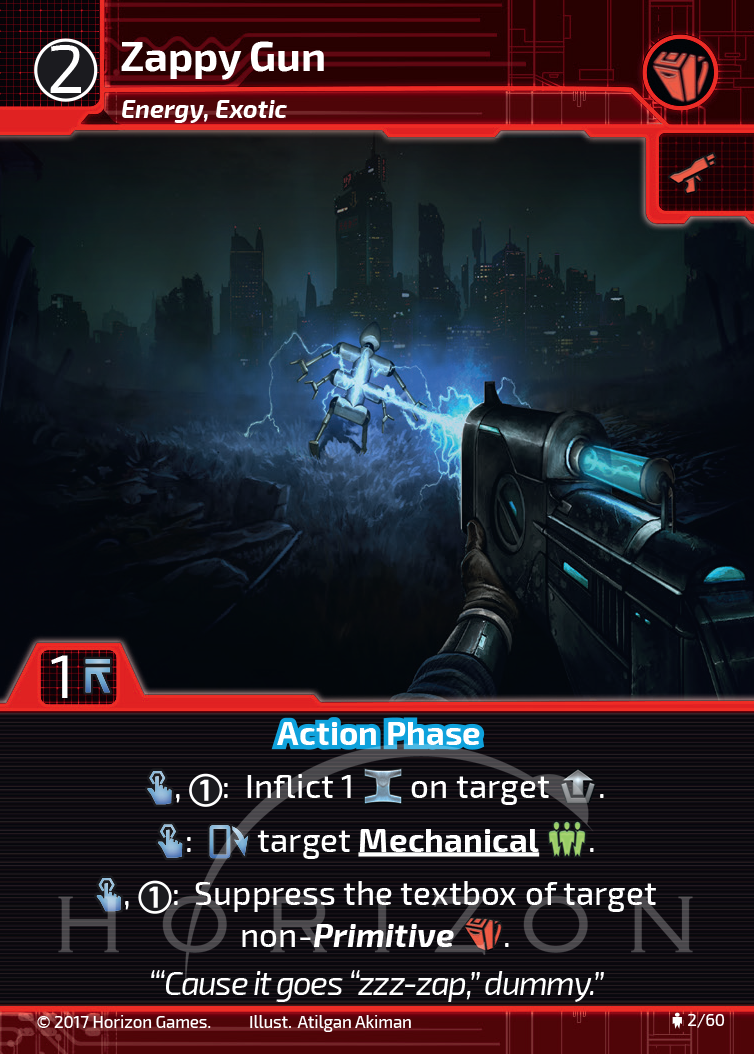 2
Zappy Gun
Energy, Exotic
1
Action Phase
, 1: Inflict 1 on target .
: target Mechanical .
, 1: Suppress the textbox of target
non-Primitive .
HORIZON
“‘Cause it goes “zzz-zap,” dummy.”
© 2017 Horizon Games. Illust. Atilgan Akiman 2/60